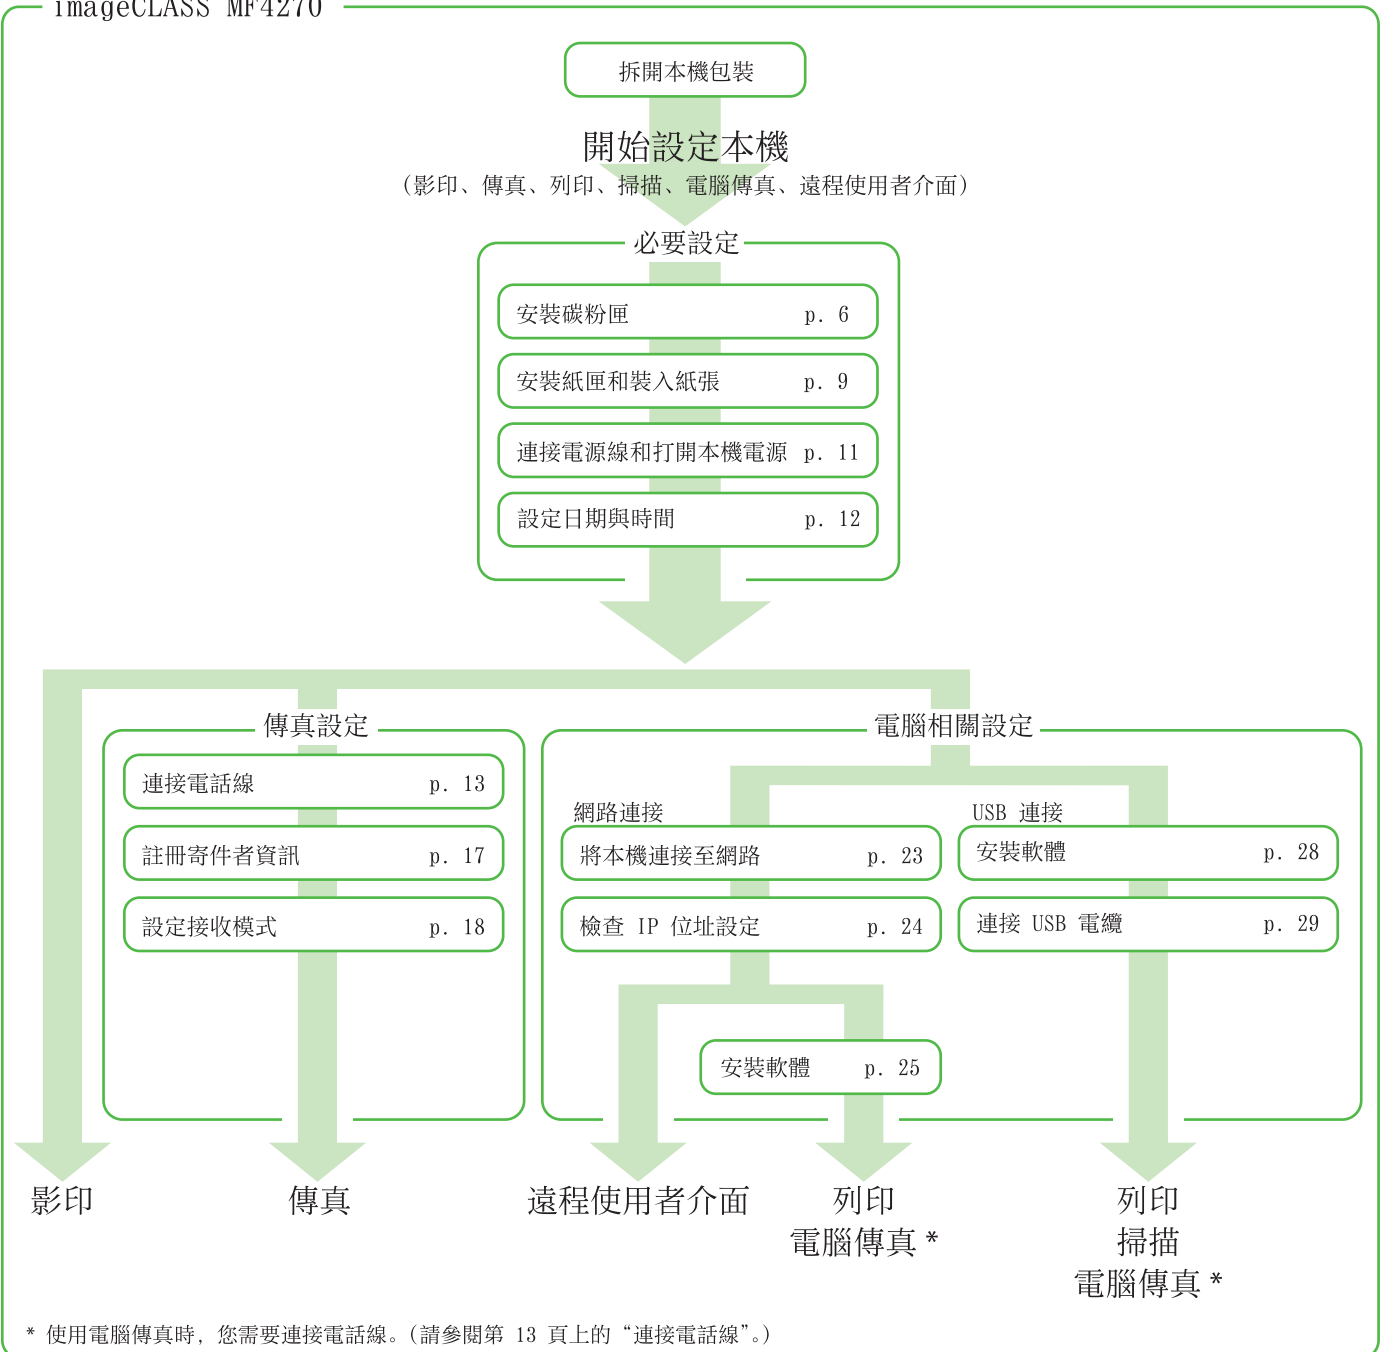 imageCLASS MF4270
拆開本機包裝
開始設定本機
（影印、傳真、列印、掃描、電腦傳真、遠程使用者介面）
必要設定
安裝碳粉匣 p. 6
安裝紙匣和裝入紙張 p. 9
連接電源線和打開本機電源 p. 11
設定日期與時間 p. 12
傳真設定
連接電話線 p. 13
註冊寄件者資訊 p. 17
設定接收模式 p. 18
電腦相關設定
網路連接
將本機連接至網路 p. 23
檢查 IP 位址設定 p. 24
安裝軟體 p. 25
USB 連接
安裝軟體 p. 28
連接 USB 電纜 p. 29
影印
傳真
遠程使用者介面
列印
電腦傳真 *
列印
掃描
電腦傳真 *
* 使用電腦傳真時，您需要連接電話線。（請參閱第 13 頁上的“連接電話線”。）